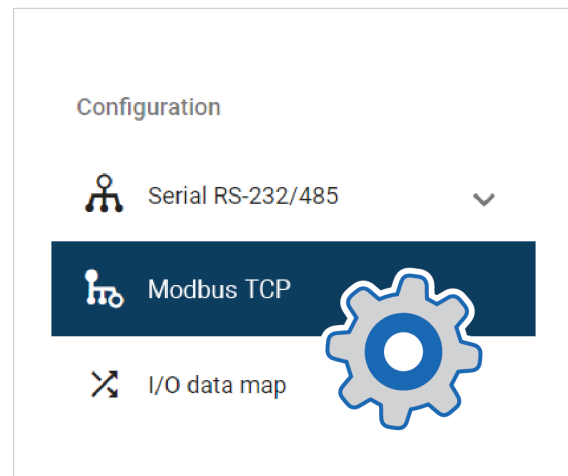 Configuration
Serial RS-232/485
Modbus TCP
I/O data map